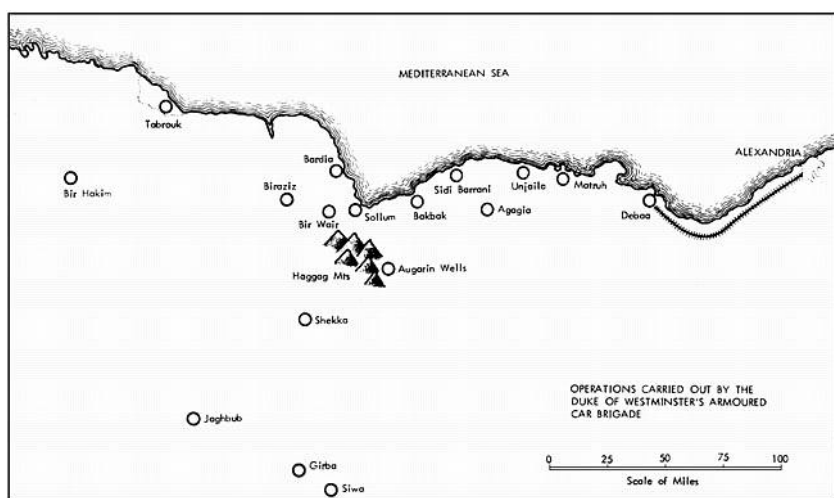 MEDITERRANEAN SEA
Tabrouk
ALEXANDRIA
Bardia
Sidi Barrani
Unjeila
Matruh
Bir Hakim
Biraziz
Bir Wair
Sollum
Bakbak
Agagia
Debaa
Haggag Mts
Augarin Wells
Shekka
OPERATIONS CARRIED OUT BY THE
DUKE OF WESTMINSTER'S ARMOURED
CAR BRIGADE
Jaghbub
Girba
Siwa
0 25 50 75 100
Scale of Miles